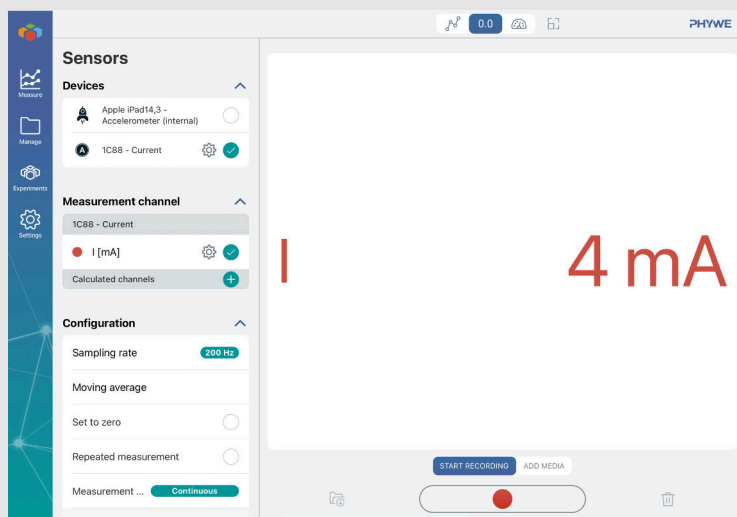 0.0
PHYWE
Measure
Manage
Experiments
Settings
Sensors
Devices
Apple iPad14,3 -
Accelerometer (internal)
A 1C88 - Current
Measurement channel
1C88 - Current
I [mA]
Calculated channels
Configuration
Sampling rate 200 Hz
Moving average
Set to zero
Repeated measurement
Measurement ... Continuous
I 4 mA
START RECORDING ADD MEDIA